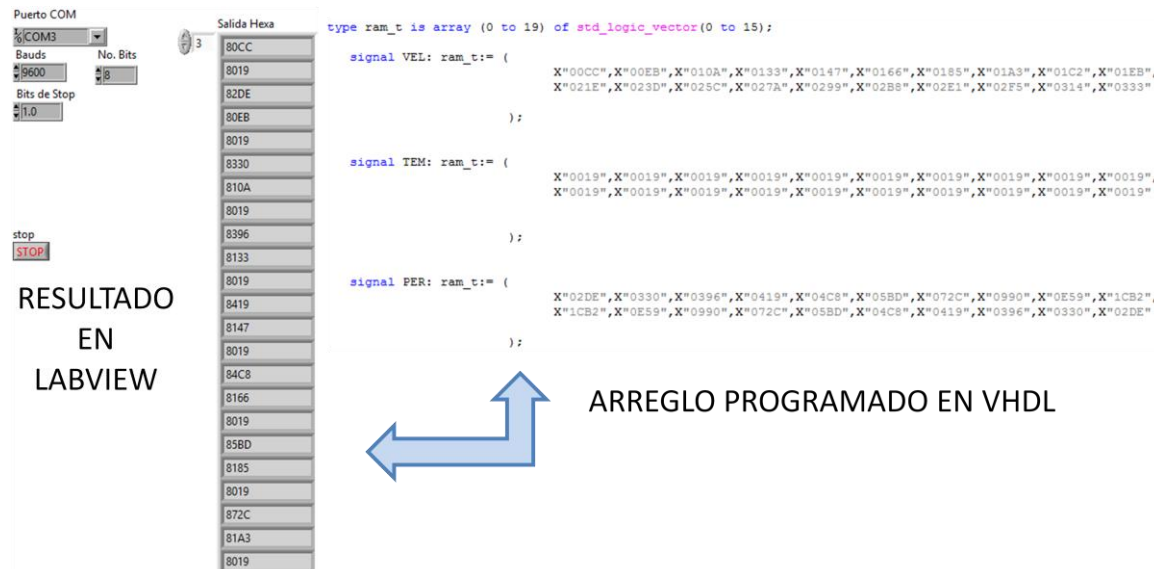 Puerto COM
COM3
Bauds
No. Bits
9600
8
Bits de Stop
1.0
stop
STOP
RESULTADO
EN
LABVIEW
Salida Hexa
3
80CC
8019
82DE
80EB
8019
8330
810A
8019
8396
8133
8019
8419
8147
8019
84C8
8166
8019
85BD
8185
8019
872C
81A3
8019
type ram_t is array (0 to 19) of std_logic_vector(0 to 15);
signal VEL: ram_t:= (
X"00CC",X"00EB",X"010A",X"0133",X"0147",X"0166",X"0185",X"01A3",X"01C2",X"01EB",
X"021E",X"023D",X"025C",X"027A",X"0299",X"02B8",X"02E1",X"02F5",X"0314",X"0333"
);
signal TEM: ram_t:= (
X"0019",X"0019",X"0019",X"0019",X"0019",X"0019",X"0019",X"0019",X"0019",X"0019",
X"0019",X"0019",X"0019",X"0019",X"0019",X"0019",X"0019",X"0019",X"0019",X"0019"
);
signal PER: ram_t:= (
X"02DE",X"0330",X"0396",X"0419",X"04C8",X"05BD",X"072C",X"0990",X"0E59",X"1CB2",
X"1CB2",X"0E59",X"0990",X"072C",X"05BD",X"04C8",X"0419",X"0396",X"0330",X"02DE"
);
ARREGLO PROGRAMADO EN VHDL